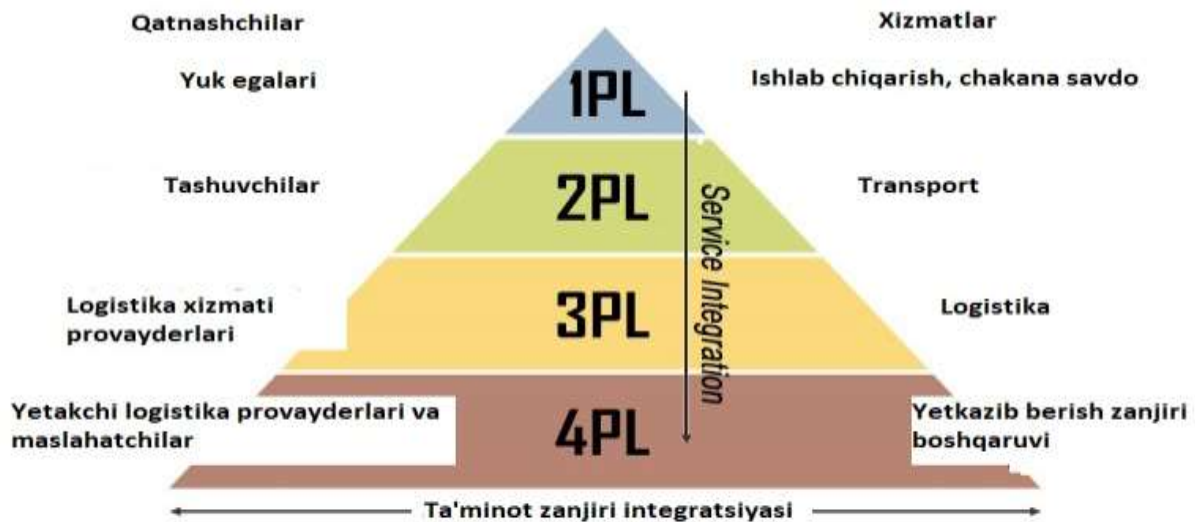 Qatnashchilar
Xizmatlar
Yuk egalari
1PL
Ishlab chiqarish, chakana savdo
Tashuvchilar
2PL
Transport
Service Integration
Logistika xizmati
provayderlari
3PL
Logistika
Yetakchi logistika provayderlari va
maslahatchilar
4PL
Yetkazib berish zanjiri
boshqaruvi
Ta'minot zanjiri integratsiyasi